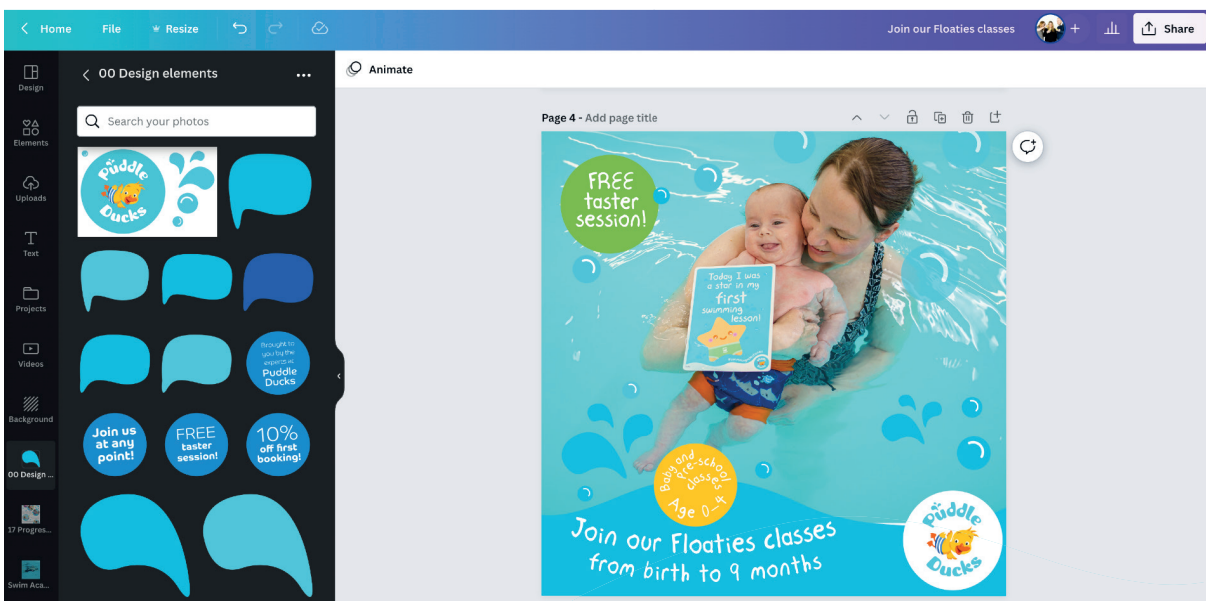 Home File Resize Join our Floaties classes + Share
Design
Elements
Uploads
Text
Projects
Videos
Background
00 Design ...
17 Progres...
Swim Aca...
00 Design elements ...
Search your photos
Puddle
Ducks
Brought to
you by the
experts at
Puddle
Ducks
Join us
at any
point!
FREE
taster
session!
10%
off first
booking!
Animate
Page 4 - Add page title
FREE
taster
session!
Today I was
a star in my
first
swimming
lesson!
Baby and
Pre-school
classes
Age 0-4
Join our Floaties classes
from birth to 9 months
Puddle
Ducks